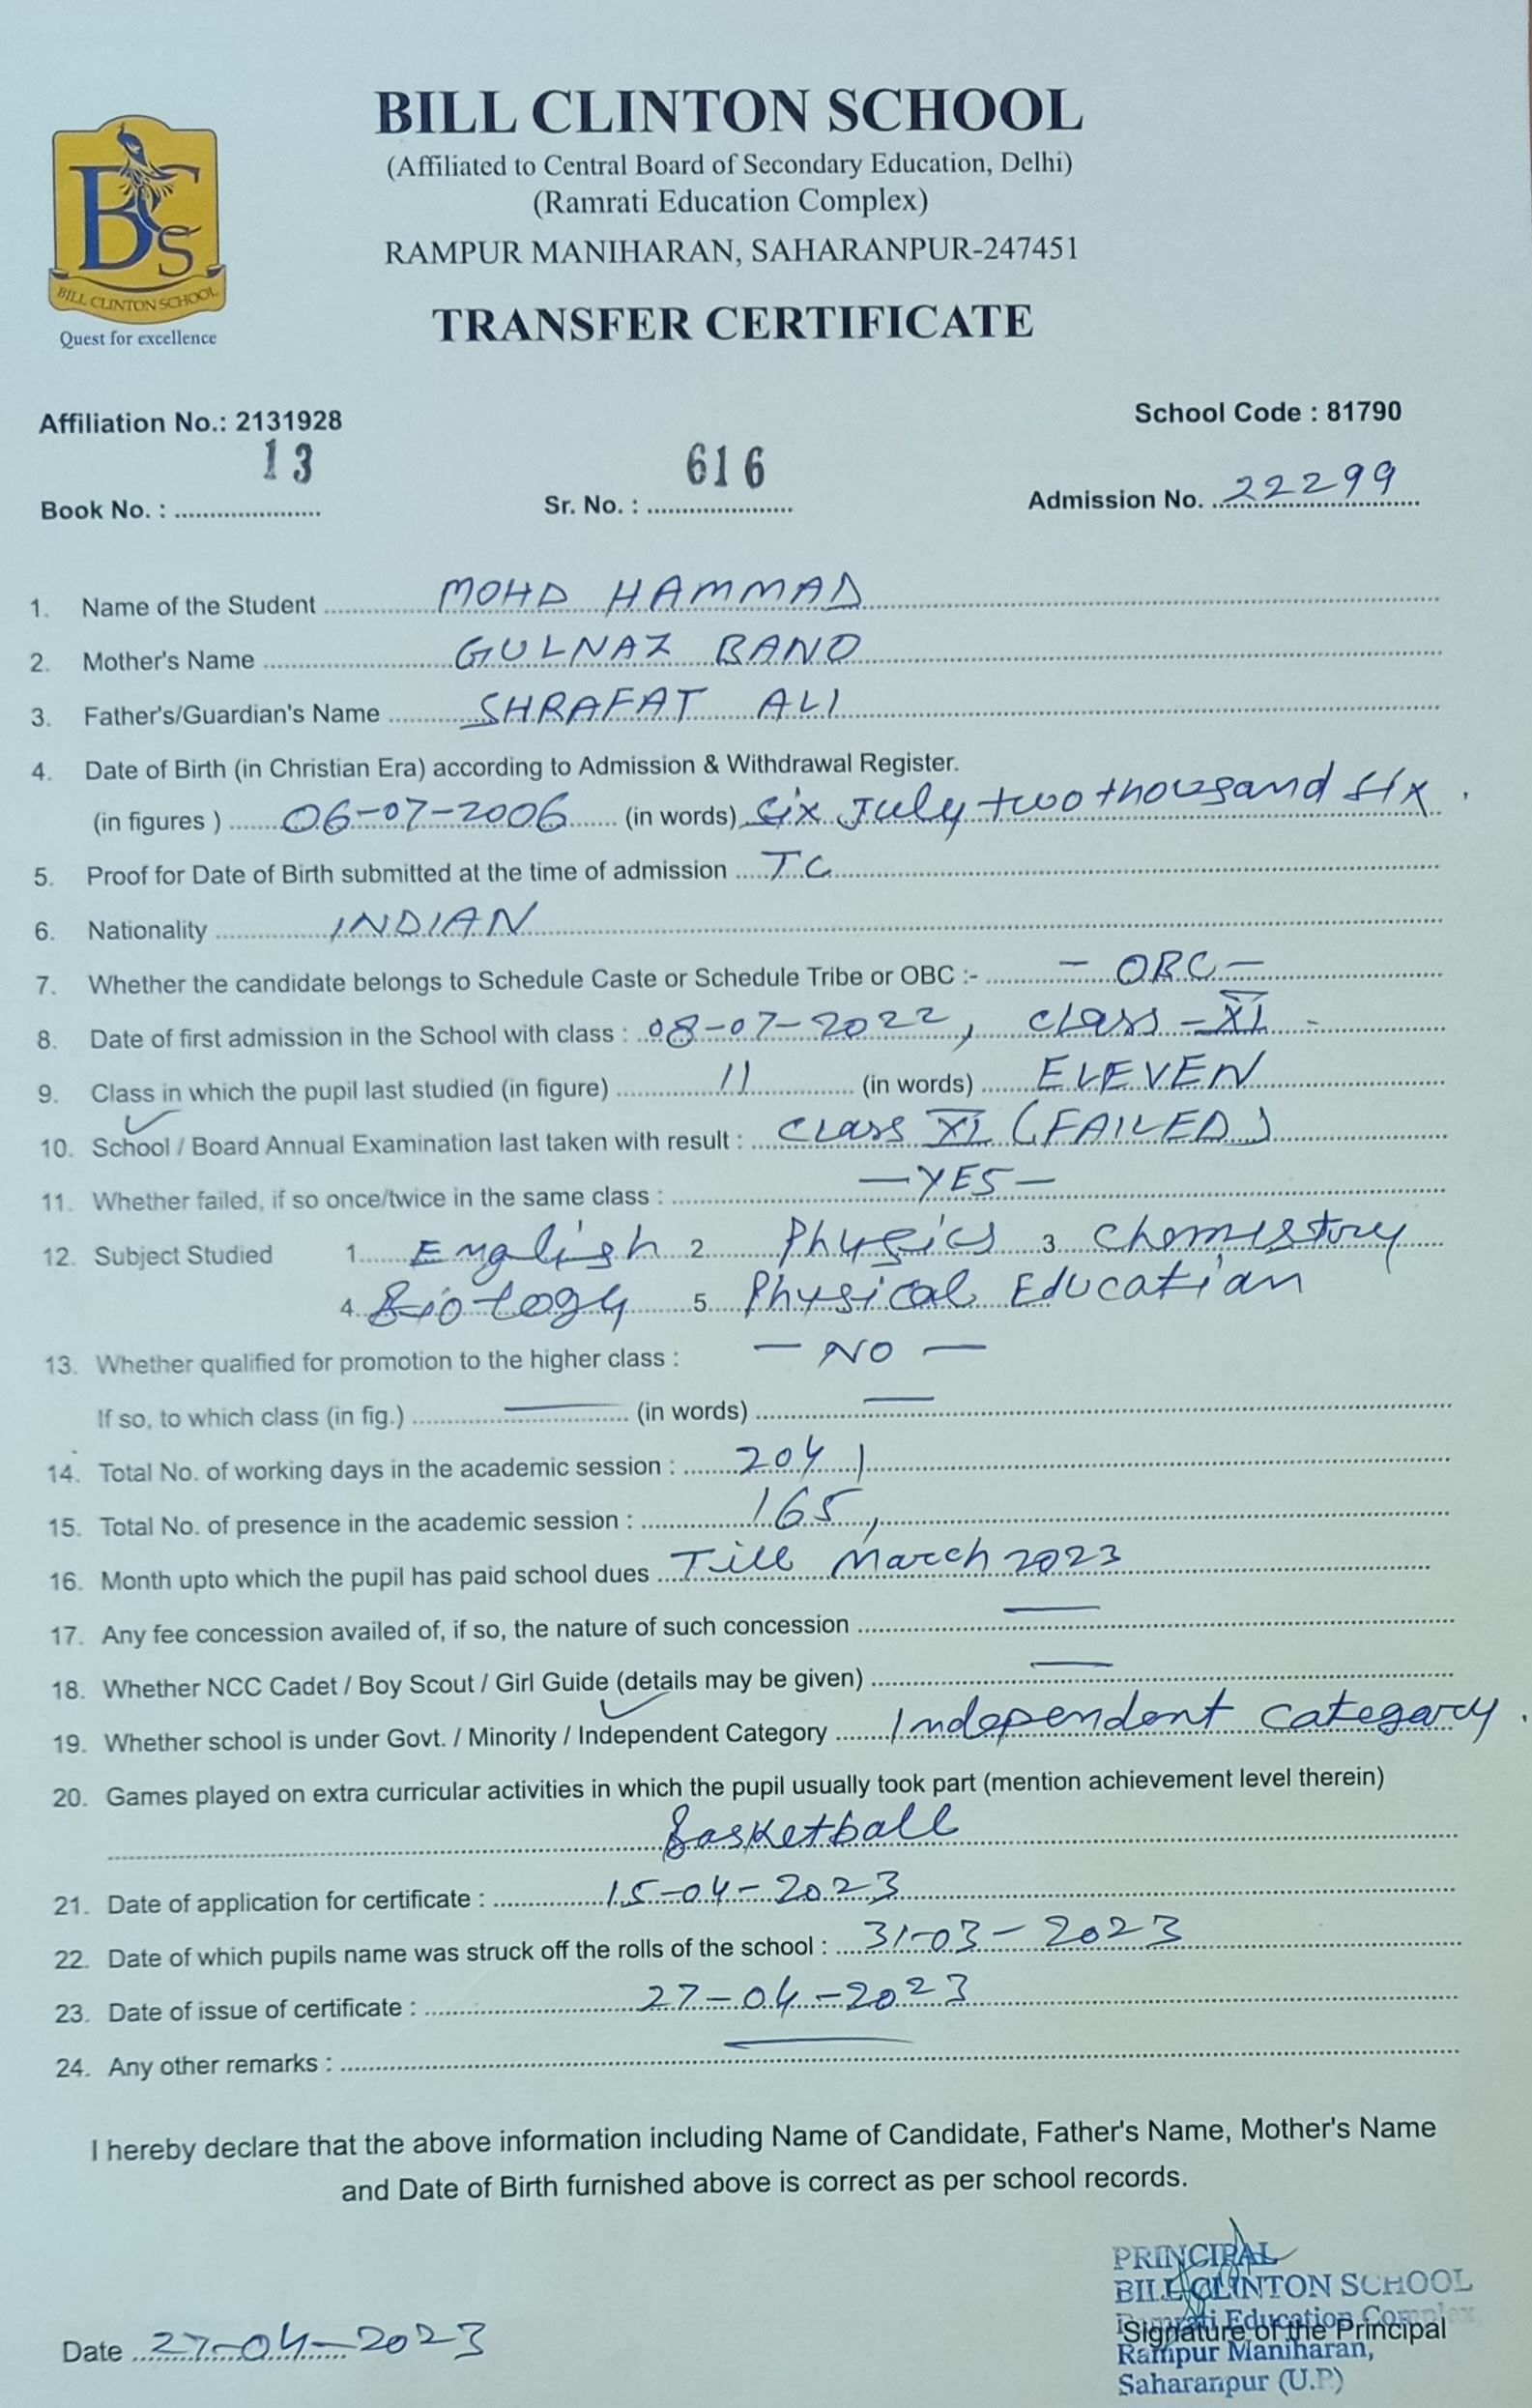 BILL CLINTON SCHOOL
(Affiliated to Central Board of Secondary Education, Delhi)
(Ramrati Education Complex)
RAMPUR MANIHARAN, SAHARANPUR-247451
TRANSFER CERTIFICATE
BCS
BILL CLINTON SCHOOL
Quest for excellence
Affiliation No.: 2131928 School Code : 81790
Book No. : 13 Sr. No. : 616 Admission No. 22299
1. Name of the Student MOHD HAMMAD
2. Mother's Name GULNAZ BANO
3. Father's/Guardian's Name SHRAFAT ALI
4. Date of Birth (in Christian Era) according to Admission & Withdrawal Register.
(in figures ) 06-07-2006 (in words) Six July two thousand six.
5. Proof for Date of Birth submitted at the time of admission T.C
6. Nationality INDIAN
7. Whether the candidate belongs to Schedule Caste or Schedule Tribe or OBC :- - OBC -
8. Date of first admission in the School with class : 08-07-2022, class - XI -
9. Class in which the pupil last studied (in figure) 11 (in words) ELEVEN
10. School / Board Annual Examination last taken with result : Class XI (FAILED)
11. Whether failed, if so once/twice in the same class : - YES -
12. Subject Studied 1. English 2. Physics 3. Chemistory
4. Biology 5. Physical Education
13. Whether qualified for promotion to the higher class : - NO -
If so, to which class (in fig.) — (in words) —
14. Total No. of working days in the academic session : 204
15. Total No. of presence in the academic session : 165,
16. Month upto which the pupil has paid school dues Till March 2023
17. Any fee concession availed of, if so, the nature of such concession —
18. Whether NCC Cadet / Boy Scout / Girl Guide (details may be given) —
19. Whether school is under Govt. / Minority / Independent Category Independent category.
20. Games played on extra curricular activities in which the pupil usually took part (mention achievement level therein)
Basketball
21. Date of application for certificate : 15-04-2023
22. Date of which pupils name was struck off the rolls of the school : 31-03-2023
23. Date of issue of certificate : 27-04-2023
24. Any other remarks : —
I hereby declare that the above information including Name of Candidate, Father's Name, Mother's Name
and Date of Birth furnished above is correct as per school records.
PRINCIPAL
BILL CLINTON SCHOOL
Ramrati Education Complex
Signature of the Principal
Rampur Maniharan,
Saharanpur (U.P)
Date 27-04-2023